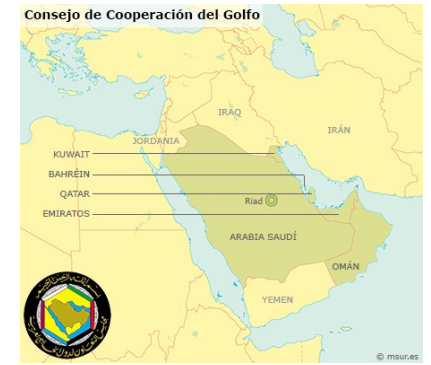 Consejo de Cooperación del Golfo
IRAQ
IRÁN
JORDANIA
KUWAIT
BAHRÉIN
QATAR
Riad
EMIRATOS
ARABIA SAUDÍ
OMÁN
YEMEN
© msur.es